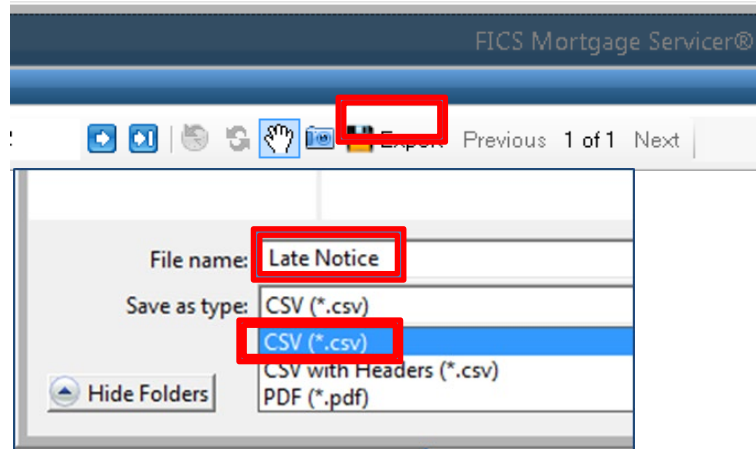 FICS Mortgage Servicer®
Export Previous 1 of 1 Next
File name: Late Notice
Save as type: CSV (*.csv)
CSV (*.csv)
CSV with Headers (*.csv)
Hide Folders PDF (*.pdf)